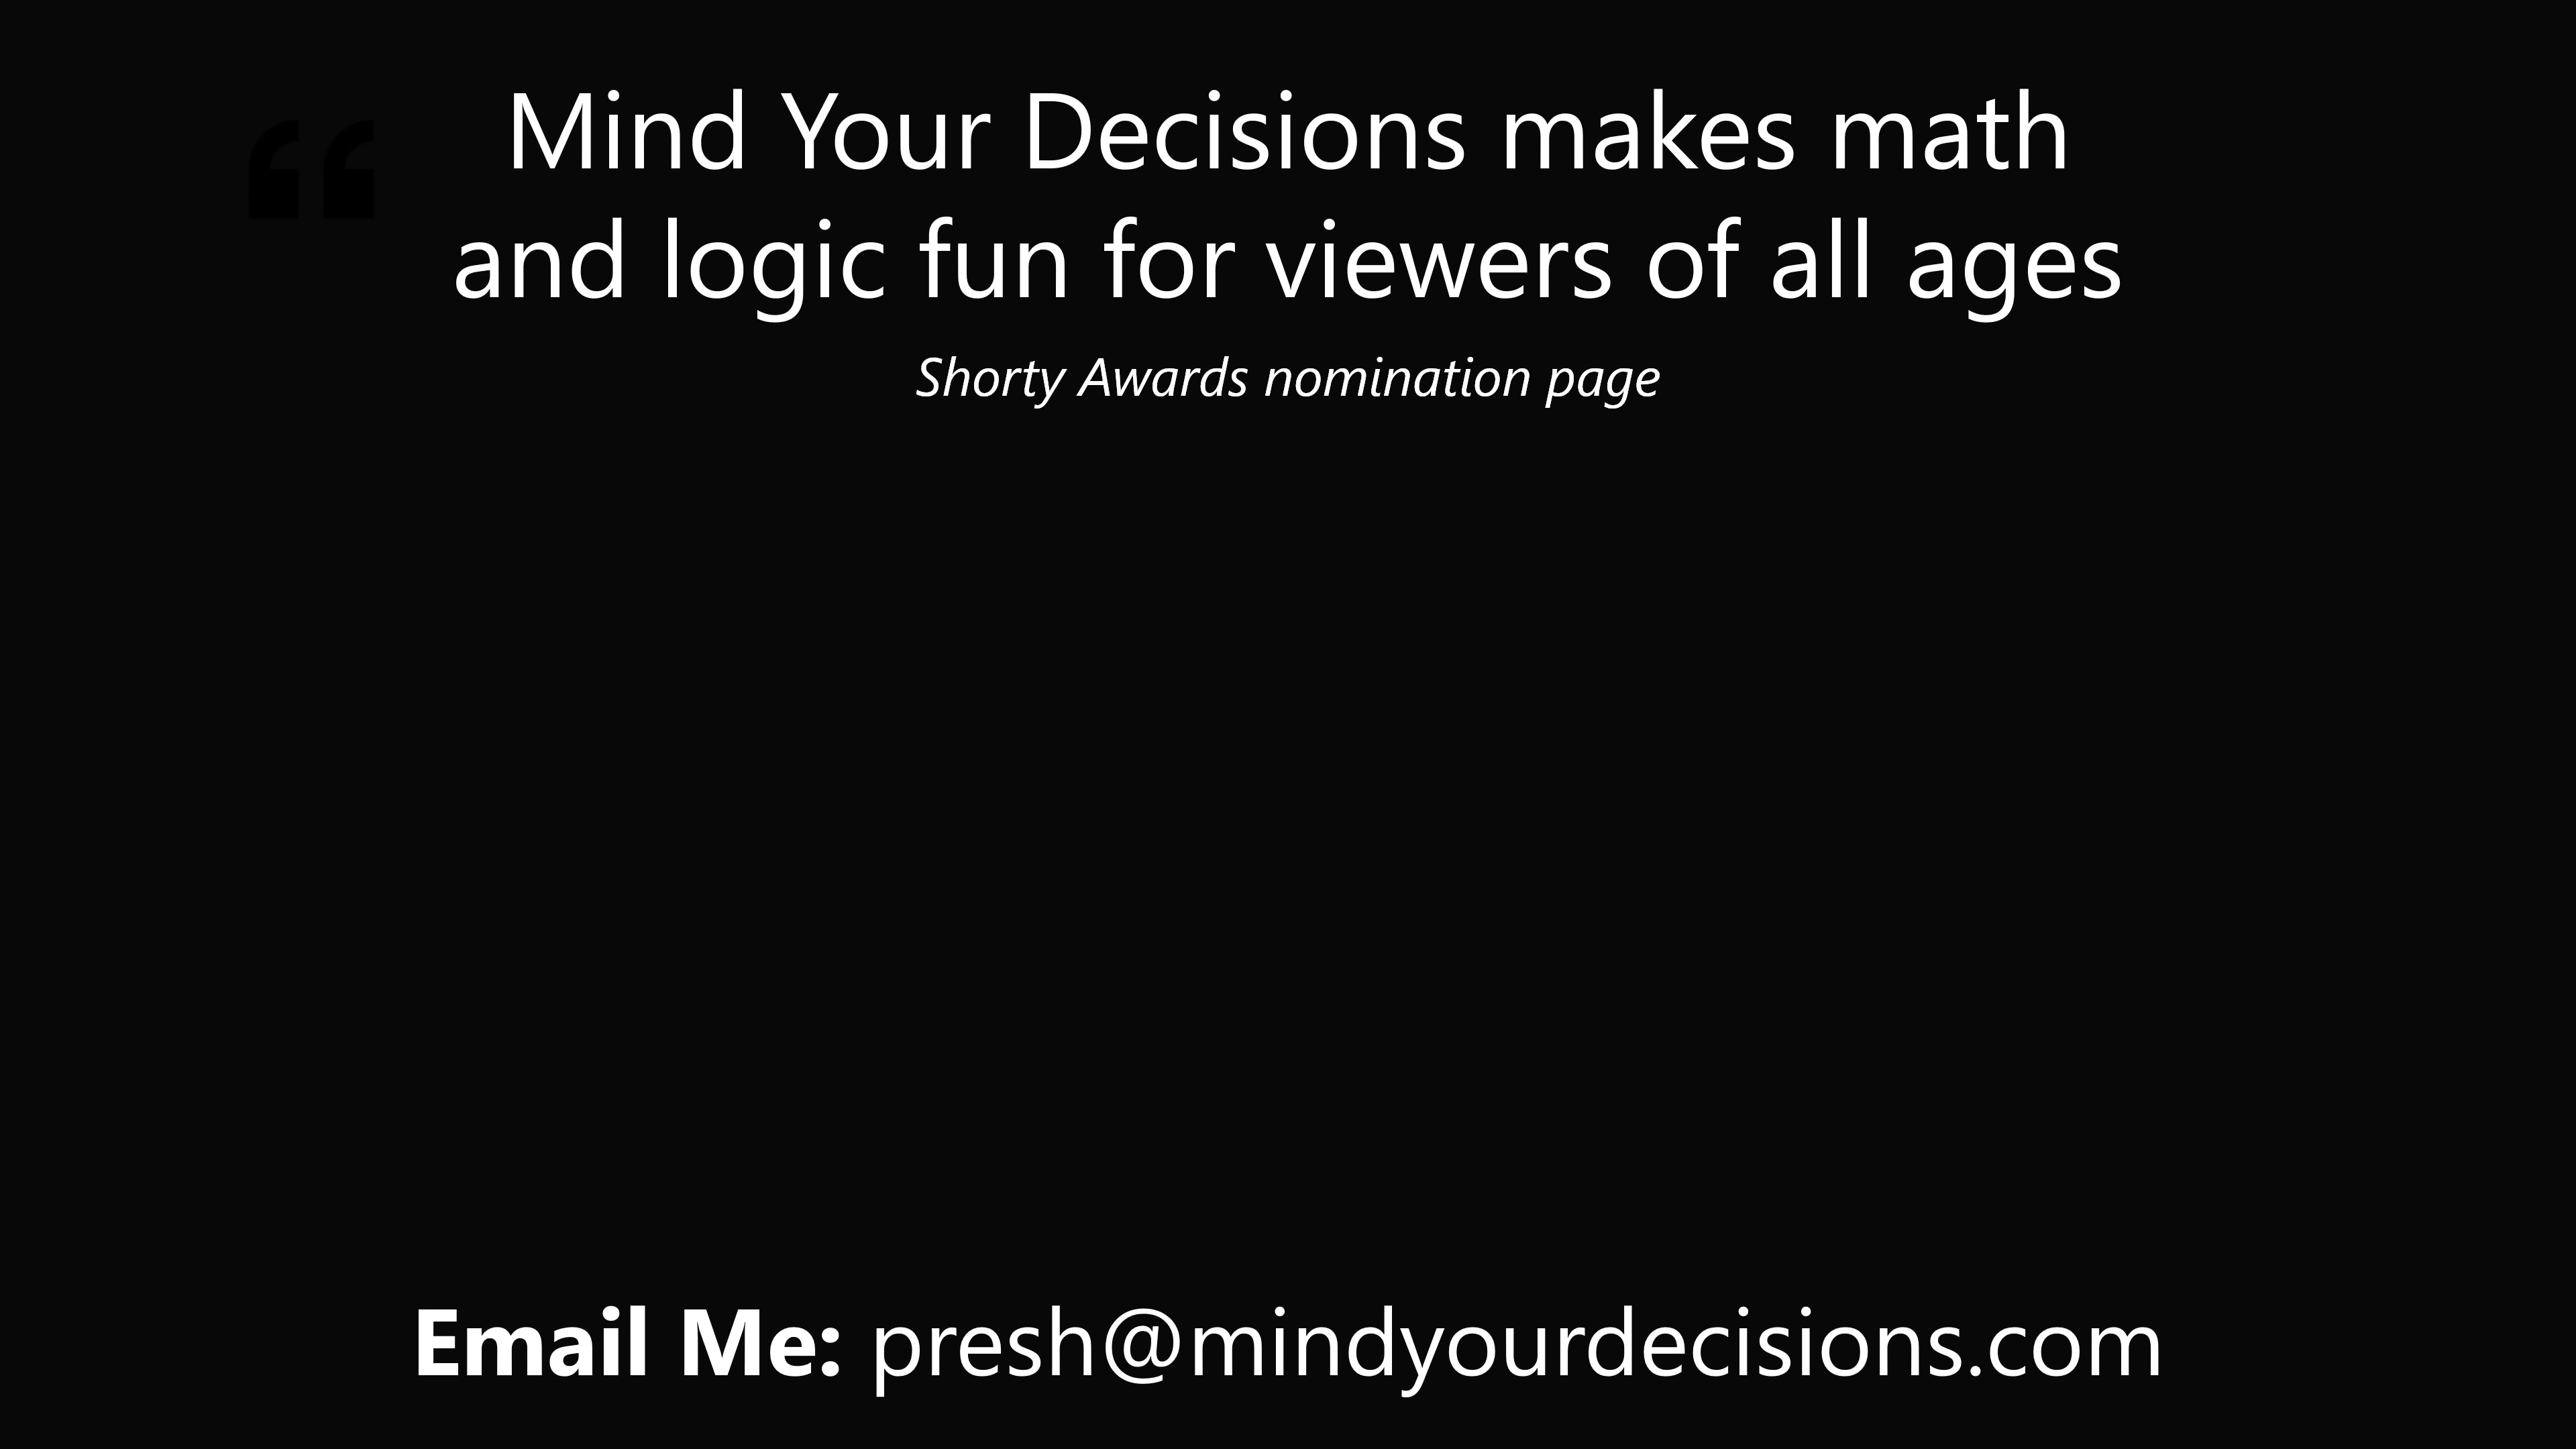 “
Mind Your Decisions makes math
and logic fun for viewers of all ages
Shorty Awards nomination page
Email Me: presh@mindyourdecisions.com